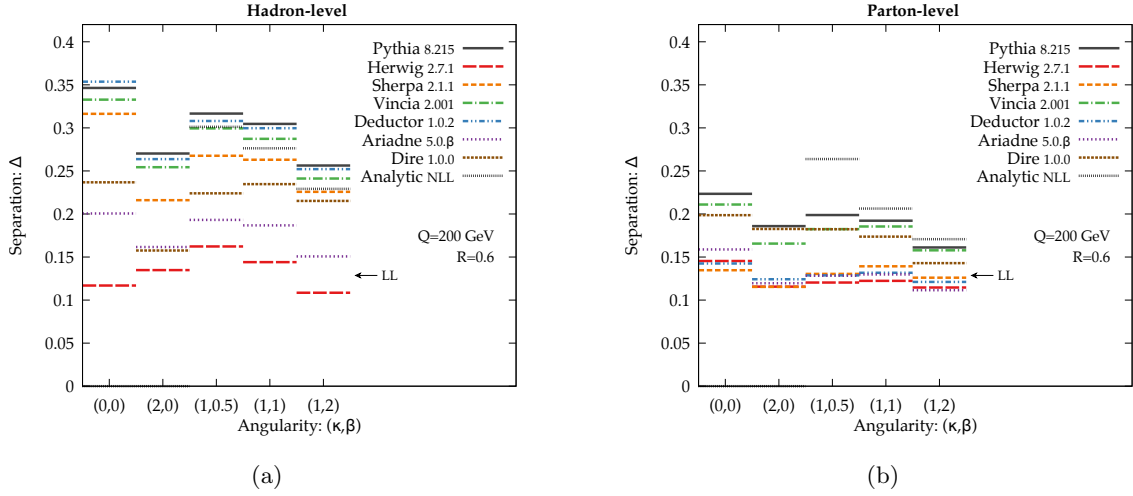 Hadron-level
Separation: Δ
0.4
0.35
0.3
0.25
0.2
0.15
0.1
0.05
0
Pythia 8.215
Herwig 2.7.1
Sherpa 2.1.1
Vincia 2.001
Deductor 1.0.2
Ariadne 5.0.β
Dire 1.0.0
Analytic NLL
Q=200 GeV
R=0.6
LL
(0,0) (2,0) (1,0.5) (1,1) (1,2)
Angularity: (κ,β)
(a)
Parton-level
Separation: Δ
0.4
0.35
0.3
0.25
0.2
0.15
0.1
0.05
0
Pythia 8.215
Herwig 2.7.1
Sherpa 2.1.1
Vincia 2.001
Deductor 1.0.2
Ariadne 5.0.β
Dire 1.0.0
Analytic NLL
Q=200 GeV
R=0.6
LL
(0,0) (2,0) (1,0.5) (1,1) (1,2)
Angularity: (κ,β)
(b)